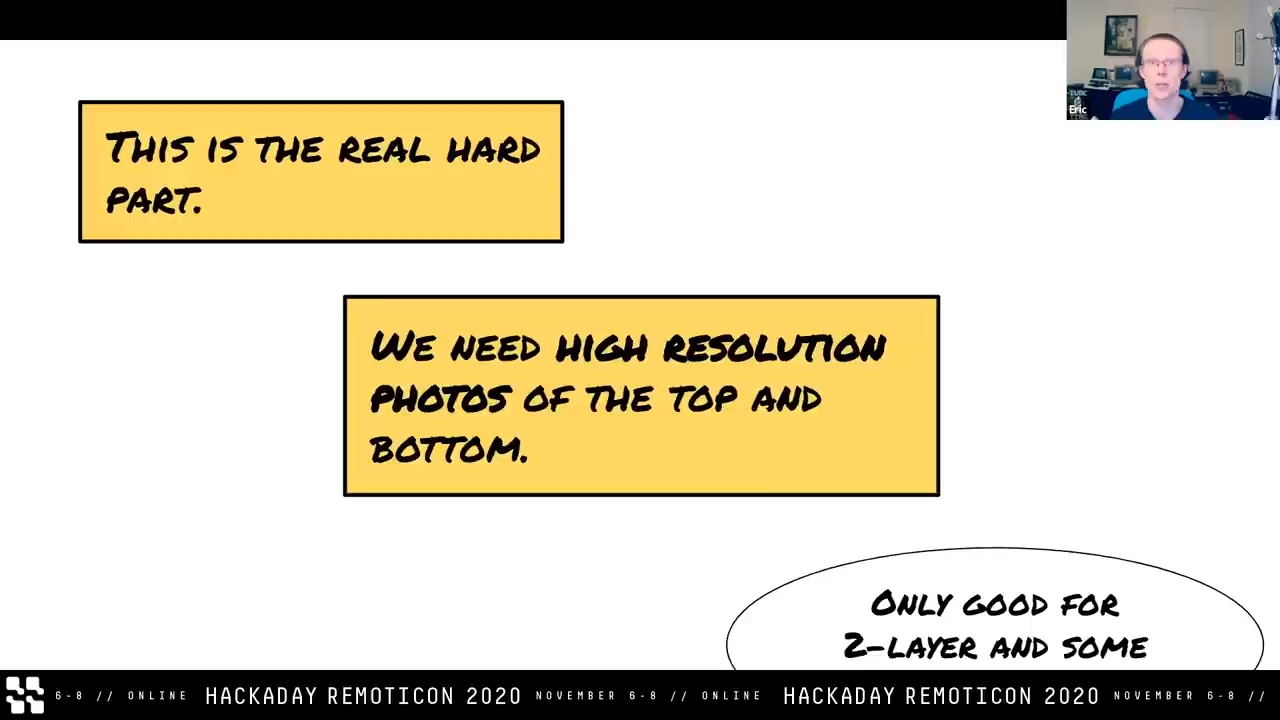 THIS IS THE REAL HARD
PART.
WE NEED HIGH RESOLUTION
PHOTOS OF THE TOP AND
BOTTOM.
ONLY GOOD FOR
2-LAYER AND SOME
Eric
6-8 // ONLINE HACKADAY REMOTICON 2020 NOVEMBER 6-8 // ONLINE HACKADAY REMOTICON 2020 NOVEMBER 6-8 //